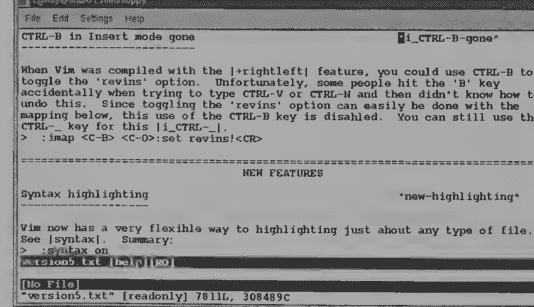 File Edit Settings Help
CTRL-B in Insert mode gone *i_CTRL-B-gone*
--------------------------
When Vim was compiled with the |+rightleft| feature, you could use CTRL-B to
toggle the 'revins' option. Unfortunately, some people hit the 'B' key
accidentally when trying to type CTRL-V or CTRL-N and then didn't know how t
undo this. Since toggling the 'revins' option can easily be done with the
mapping below, this use of the CTRL-B key is disabled. You can still use th
CTRL-_ key for this |i_CTRL-_|.
> :imap <C-B> <C-O>:set revins!<CR>
==============================================================================
NEW FEATURES
Syntax highlighting *new-highlighting*
-------------------
Vim now has a very flexible way to highlighting just about any type of file.
See |syntax|. Summary:
> :syntax on
version5.txt [help][RO]
[No File]
"version5.txt" [readonly] 7811L, 308489C